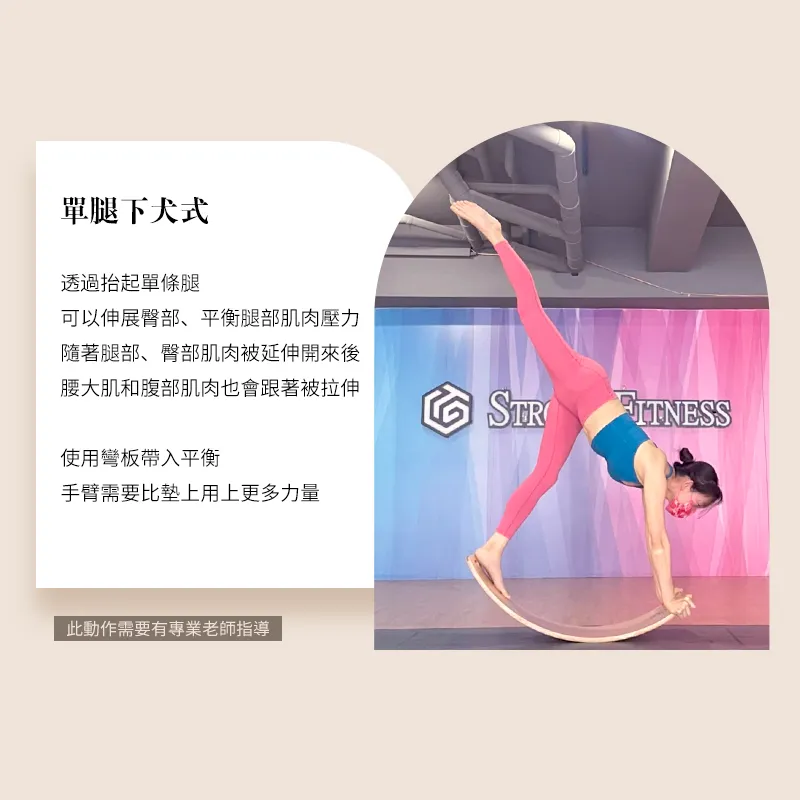 單腿下犬式
透過抬起單條腿
可以伸展臀部、平衡腿部肌肉壓力
隨著腿部、臀部肌肉被延伸開來後
腰大肌和腹部肌肉也會跟著被拉伸
使用彎板帶入平衡
手臂需要比墊上用上更多力量
此動作需要有專業老師指導
FITNESS